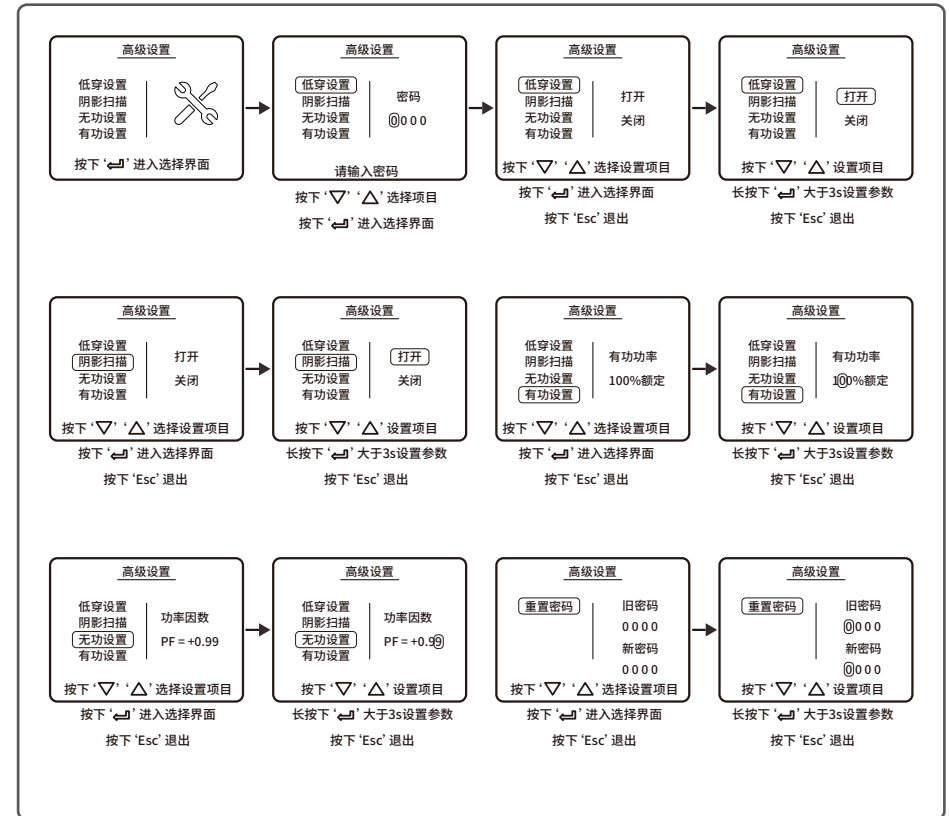 高级设置
低穿设置
阴影扫描
无功设置
有功设置
按下‘’进入选择界面
高级设置
低穿设置
阴影扫描
无功设置
有功设置
密码
0 0 0 0
请输入密码
按下‘▽’‘△’选择项目
按下‘’进入选择界面
高级设置
低穿设置
阴影扫描
无功设置
有功设置
打开
关闭
按下‘▽’‘△’选择设置项目
按下‘’进入选择界面
按下‘Esc’退出
高级设置
低穿设置
阴影扫描
无功设置
有功设置
打开
关闭
按下‘▽’‘△’设置项目
长按下‘’大于3s设置参数
按下‘Esc’退出
高级设置
低穿设置
阴影扫描
无功设置
有功设置
打开
关闭
按下‘▽’‘△’选择设置项目
按下‘’进入选择界面
按下‘Esc’退出
高级设置
低穿设置
阴影扫描
无功设置
有功设置
打开
关闭
按下‘▽’‘△’设置项目
长按下‘’大于3s设置参数
按下‘Esc’退出
高级设置
低穿设置
阴影扫描
无功设置
有功设置
有功功率
100%额定
按下‘▽’‘△’选择设置项目
按下‘’进入选择界面
按下‘Esc’退出
高级设置
低穿设置
阴影扫描
无功设置
有功设置
有功功率
100%额定
按下‘▽’‘△’设置项目
长按下‘’大于3s设置参数
按下‘Esc’退出
高级设置
低穿设置
阴影扫描
无功设置
有功设置
功率因数
PF = +0.99
按下‘▽’‘△’选择设置项目
按下‘’进入选择界面
按下‘Esc’退出
高级设置
低穿设置
阴影扫描
无功设置
有功设置
功率因数
PF = +0.99
按下‘▽’‘△’设置项目
长按下‘’大于3s设置参数
按下‘Esc’退出
高级设置
重置密码
旧密码
0 0 0 0
新密码
0 0 0 0
按下‘▽’‘△’选择设置项目
按下‘’进入选择界面
按下‘Esc’退出
高级设置
重置密码
旧密码
0 0 0 0
新密码
0 0 0 0
按下‘▽’‘△’设置项目
长按下‘’大于3s设置参数
按下‘Esc’退出